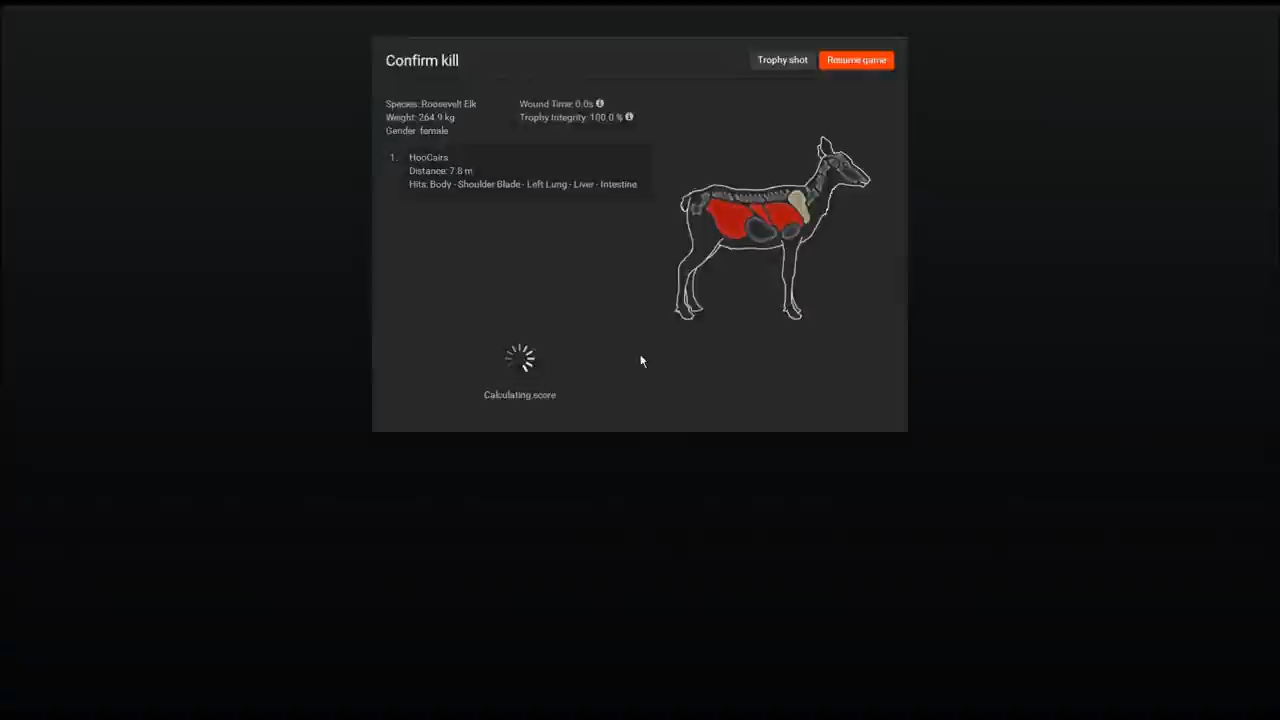 Confirm kill
Trophy shot
Resume game
Species: Roosevelt Elk
Wound Time: 0.0s
Weight: 264.9 kg
Trophy Integrity: 100.0 %
Gender: female
1. HooCairs
Distance: 7.8 m
Hits: Body - Shoulder Blade - Left Lung - Liver - Intestine
Calculating score